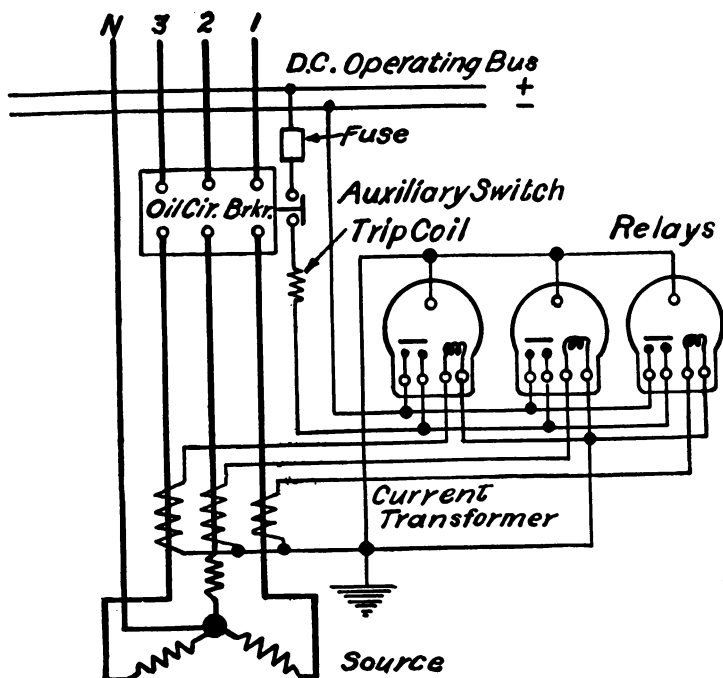 N 3 2 1
D.C. Operating Bus
+
−
Fuse
Oil Cir. Brkr.
Auxiliary Switch
Trip Coil
Relays
Current
Transformer
Source